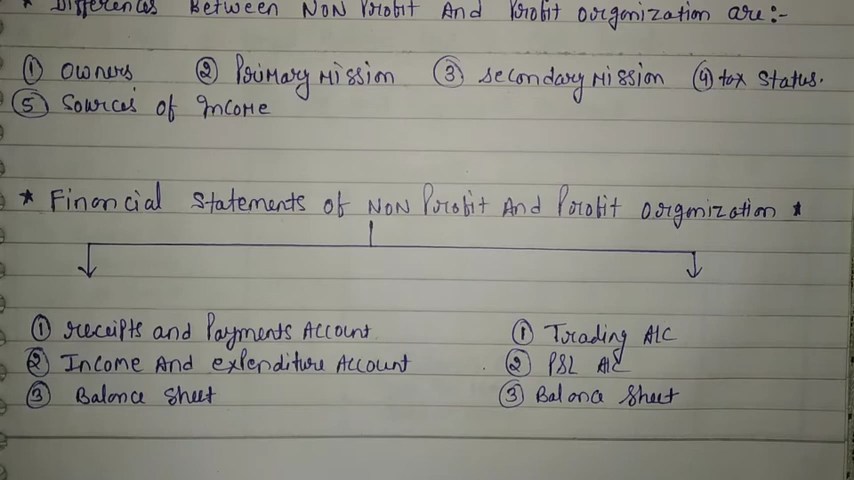 * Differences Between NON Profit And Profit organization are:-
① Owners ② Primary Mission ③ Secondary Mission ④ tax status.
⑤ Sources of Income
* Financial Statements of NON Profit And Profit organization *
① receipts and Payments Account ① Trading A/C
② Income And expenditure Account ② P&L A/C
③ Balance Sheet ③ Balance Sheet